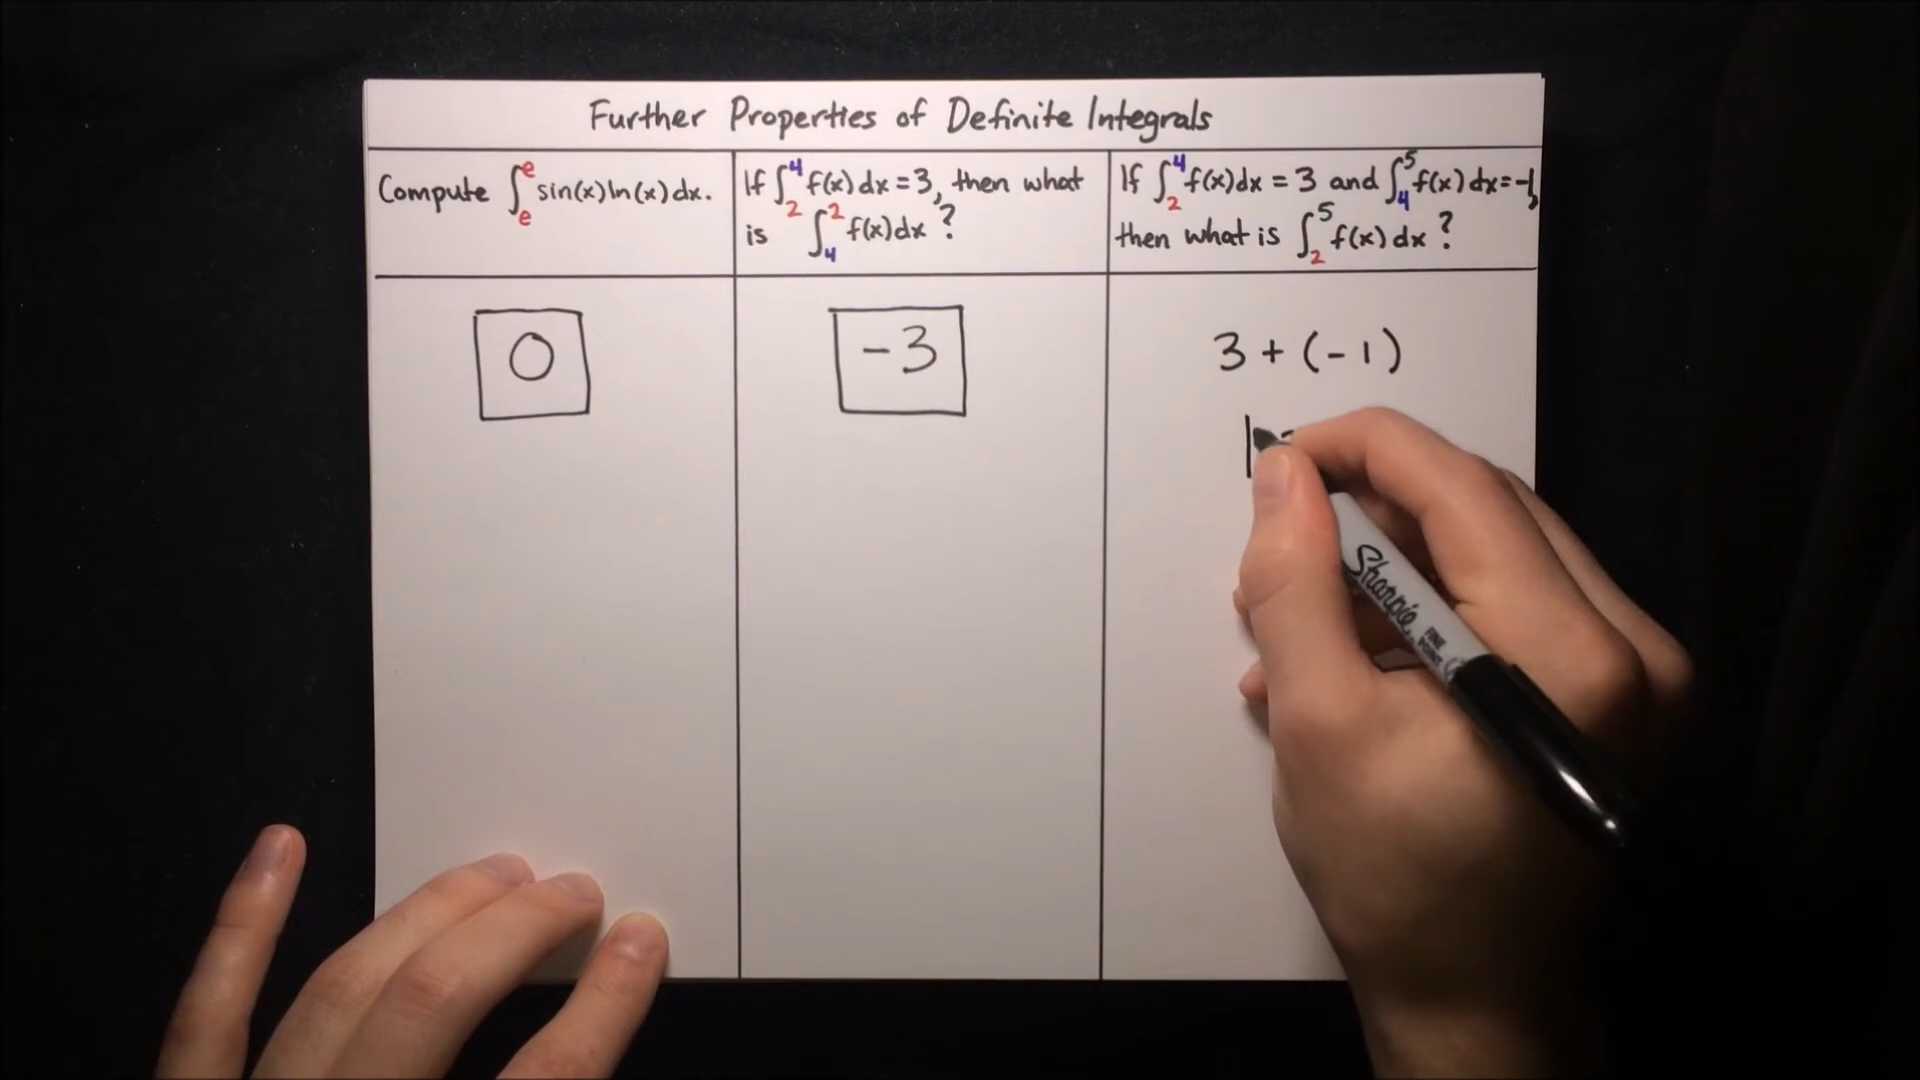 Further Properties of Definite Integrals
Compute ∫_e^e sin(x)ln(x)dx.
If ∫_2^4 f(x)dx=3, then what
is ∫_4^2 f(x)dx?
If ∫_2^4 f(x)dx = 3 and ∫_4^5 f(x)dx=-1,
then what is ∫_2^5 f(x)dx?
0
-3
3 + (-1)
Sharpie
FINE
POINT